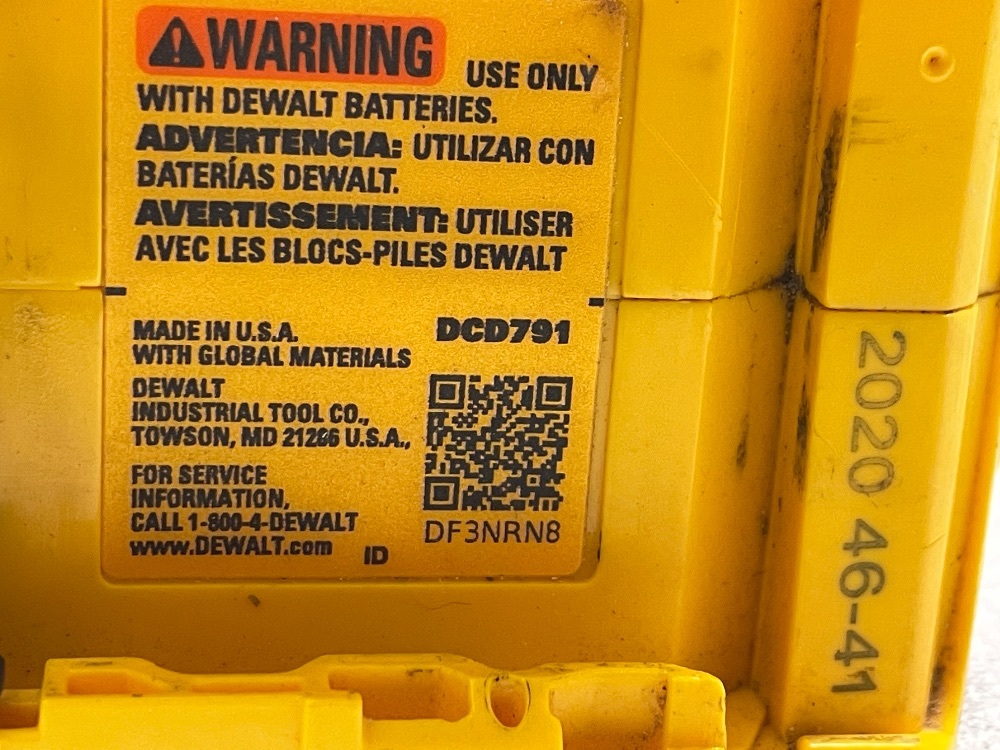 WARNING USE ONLY
WITH DEWALT BATTERIES.
ADVERTENCIA: UTILIZAR CON
BATERÍAS DEWALT.
AVERTISSEMENT: UTILISER
AVEC LES BLOCS-PILES DEWALT
MADE IN U.S.A.
WITH GLOBAL MATERIALS
DCD791
DEWALT
INDUSTRIAL TOOL CO.,
TOWSON, MD 21286 U.S.A.,
FOR SERVICE
INFORMATION,
CALL 1-800-4-DEWALT
www.DEWALT.com
ID
DF3NRN8
2020 46-41